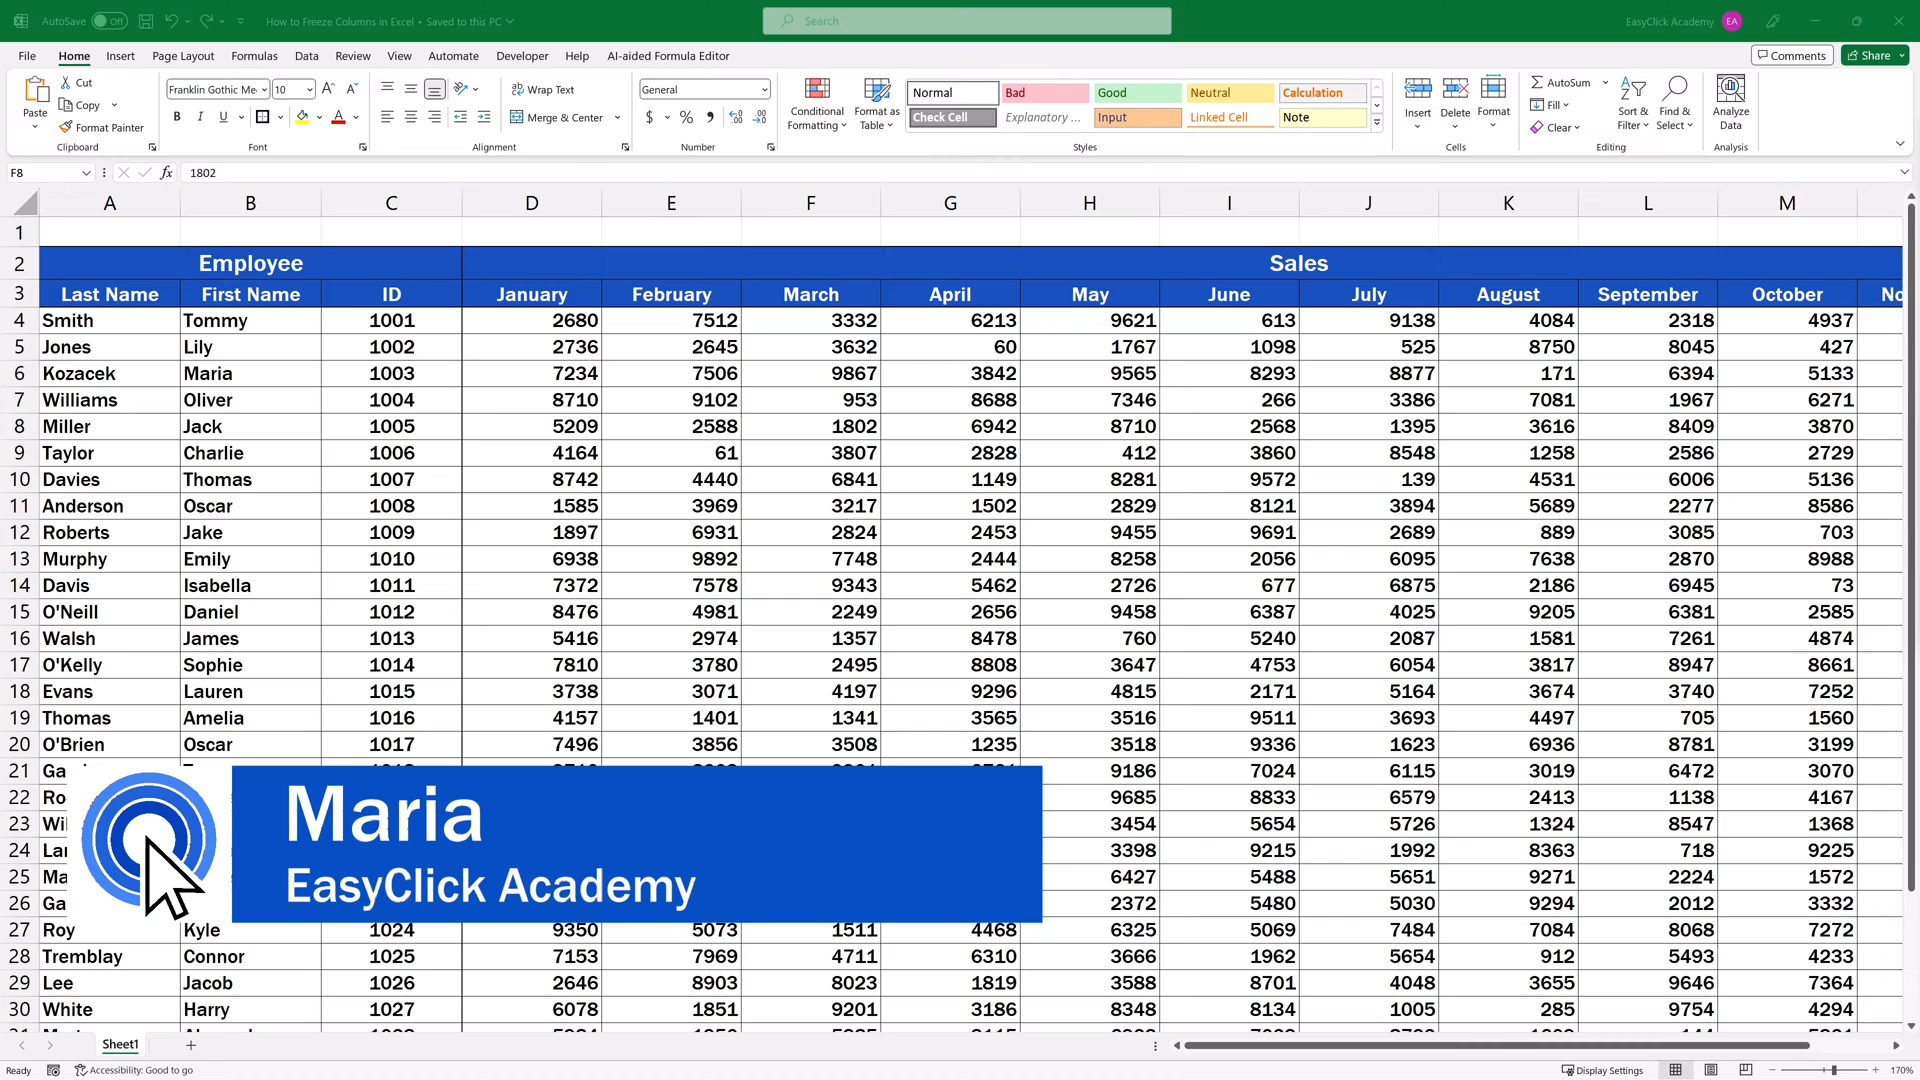 AutoSave Off How to Freeze Columns in Excel • Saved to this PC Search EasyClick Academy EA
File Home Insert Page Layout Formulas Data Review View Automate Developer Help AI-aided Formula Editor Comments Share
Cut
Copy
Format Painter
Paste
Clipboard
Franklin Gothic Me 10
B I U
Font
Wrap Text
Merge & Center
Alignment
General
$ %
Number
Conditional Formatting
Format as Table
Normal Bad Good Neutral Calculation
Check Cell Explanatory ... Input Linked Cell Note
Styles
Insert Delete Format
Cells
AutoSum
Fill
Clear
Sort & Filter
Find & Select
Editing
Analyze Data
Analysis
F8 fx 1802
A B C D E F G H I J K L M
1
2 Employee Sales
3 Last Name First Name ID January February March April May June July August September October No
4 Smith Tommy 1001 2680 7512 3332 6213 9621 613 9138 4084 2318 4937
5 Jones Lily 1002 2736 2645 3632 60 1767 1098 525 8750 8045 427
6 Kozacek Maria 1003 7234 7506 9867 3842 9565 8293 8877 171 6394 5133
7 Williams Oliver 1004 8710 9102 953 8688 7346 266 3386 7081 1967 6271
8 Miller Jack 1005 5209 2588 1802 6942 8710 2568 1395 3616 8409 3870
9 Taylor Charlie 1006 4164 61 3807 2828 412 3860 8548 1258 2586 2729
10 Davies Thomas 1007 8742 4440 6841 1149 8281 9572 139 4531 6006 5136
11 Anderson Oscar 1008 1585 3969 3217 1502 2829 8121 3894 5689 2277 8586
12 Roberts Jake 1009 1897 6931 2824 2453 9455 9691 2689 889 3085 703
13 Murphy Emily 1010 6938 9892 7748 2444 8258 2056 6095 7638 2870 8988
14 Davis Isabella 1011 7372 7578 9343 5462 2726 677 6875 2186 6945 73
15 O'Neill Daniel 1012 8476 4981 2249 2656 9458 6387 4025 9205 6381 2585
16 Walsh James 1013 5416 2974 1357 8478 760 5240 2087 1581 7261 4874
17 O'Kelly Sophie 1014 7810 3780 2495 8808 3647 4753 6054 3817 8947 8661
18 Evans Lauren 1015 3738 3071 4197 9296 4815 2171 5164 3674 3740 7252
19 Thomas Amelia 1016 4157 1401 1341 3565 3516 9511 3693 4497 705 1560
20 O'Brien Oscar 1017 7496 3856 3508 1235 3518 9336 1623 6936 8781 3199
21 Ga 9186 7024 6115 3019 6472 3070
22 Ro 9685 8833 6579 2413 1138 4167
23 Wil 3454 5654 5726 1324 8547 1368
24 Lar 3398 9215 1992 8363 718 9225
25 Ma 6427 5488 5651 9271 2224 1572
26 Ga 2372 5480 5030 9294 2012 3332
Maria
EasyClick Academy
27 Roy Kyle 1024 9350 5073 1511 4468 6325 5069 7484 7084 8068 7272
28 Tremblay Connor 1025 7153 7969 4711 6310 3666 1962 5654 912 5493 4233
29 Lee Jacob 1026 2646 8903 8023 1819 3588 8701 4048 3655 9646 7364
30 White Harry 1027 6078 1851 9201 3186 8348 8134 1005 285 9754 4294
Sheet1
Ready Accessibility: Good to go Display Settings 170%